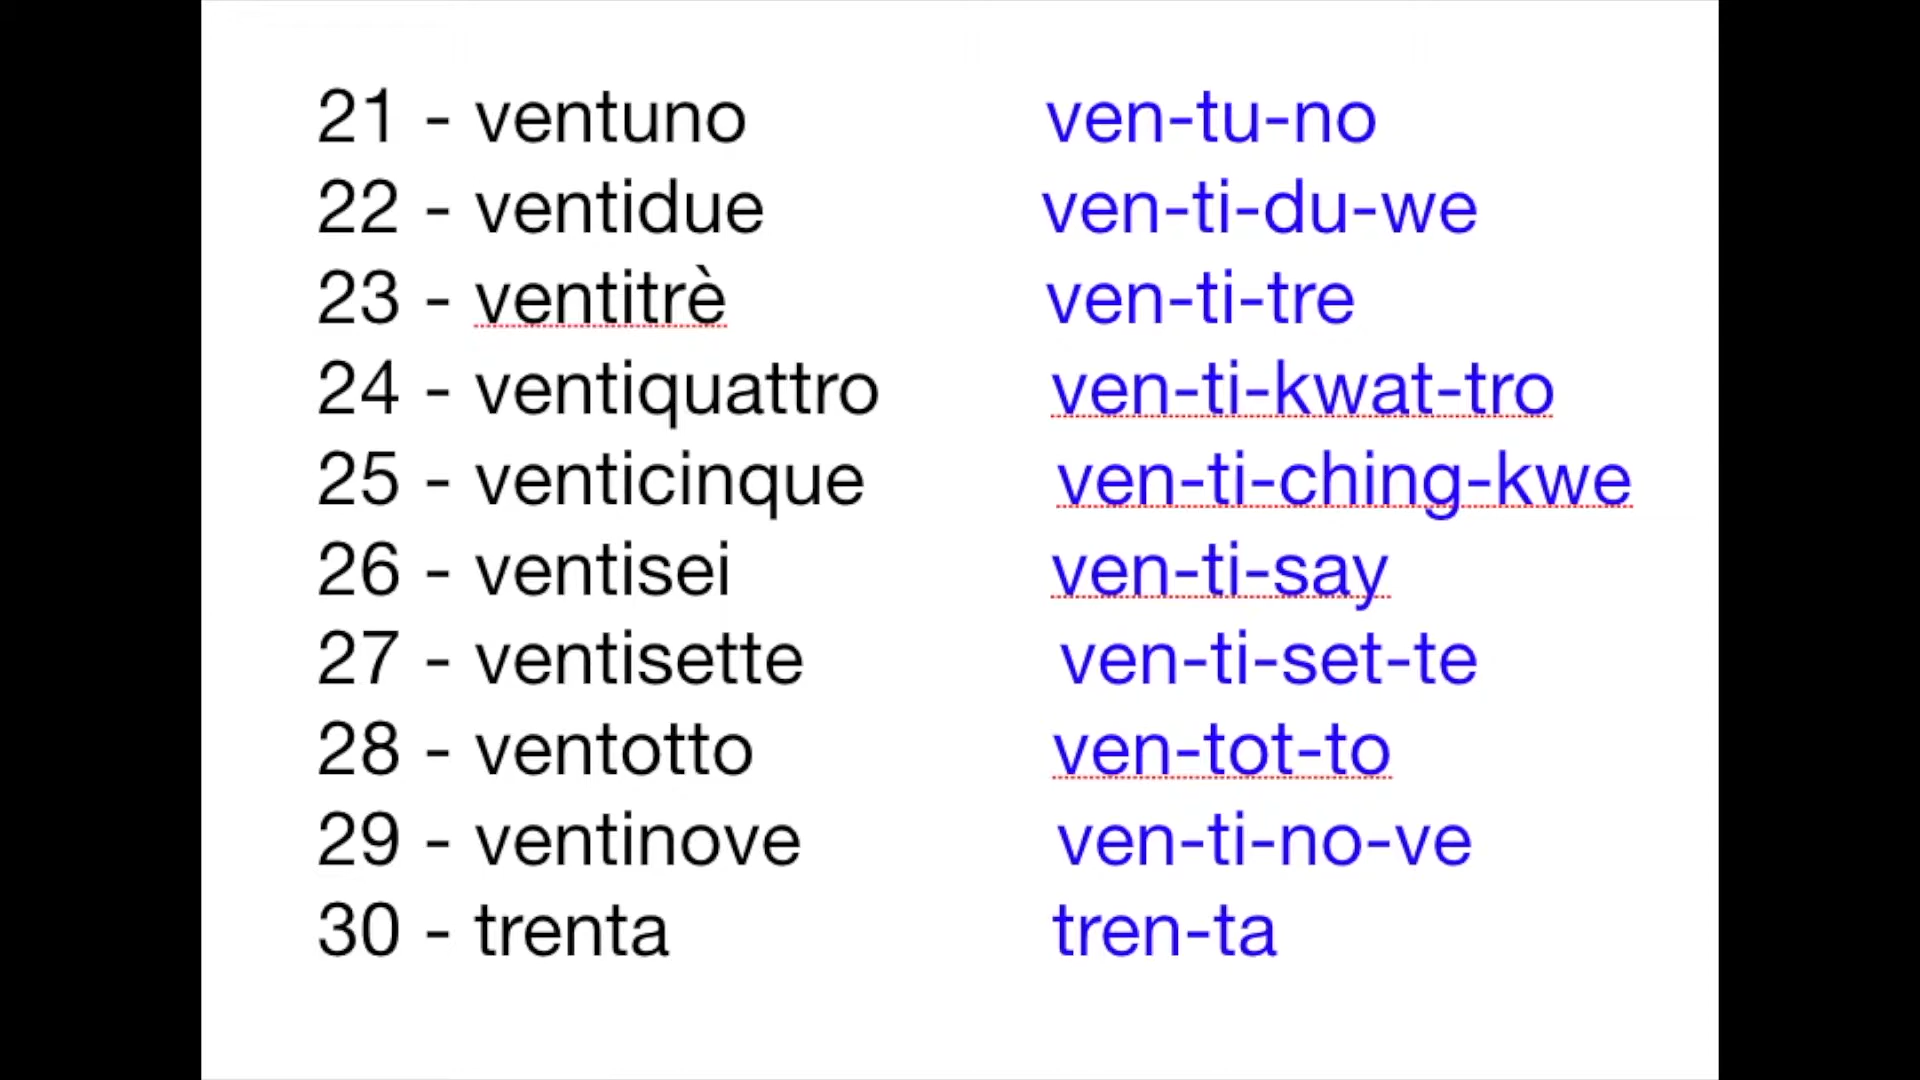 21 - ventuno ven-tu-no
22 - ventidue ven-ti-du-we
23 - ventitrè ven-ti-tre
24 - ventiquattro ven-ti-kwat-tro
25 - venticinque ven-ti-ching-kwe
26 - ventisei ven-ti-say
27 - ventisette ven-ti-set-te
28 - ventotto ven-tot-to
29 - ventinove ven-ti-no-ve
30 - trenta tren-ta